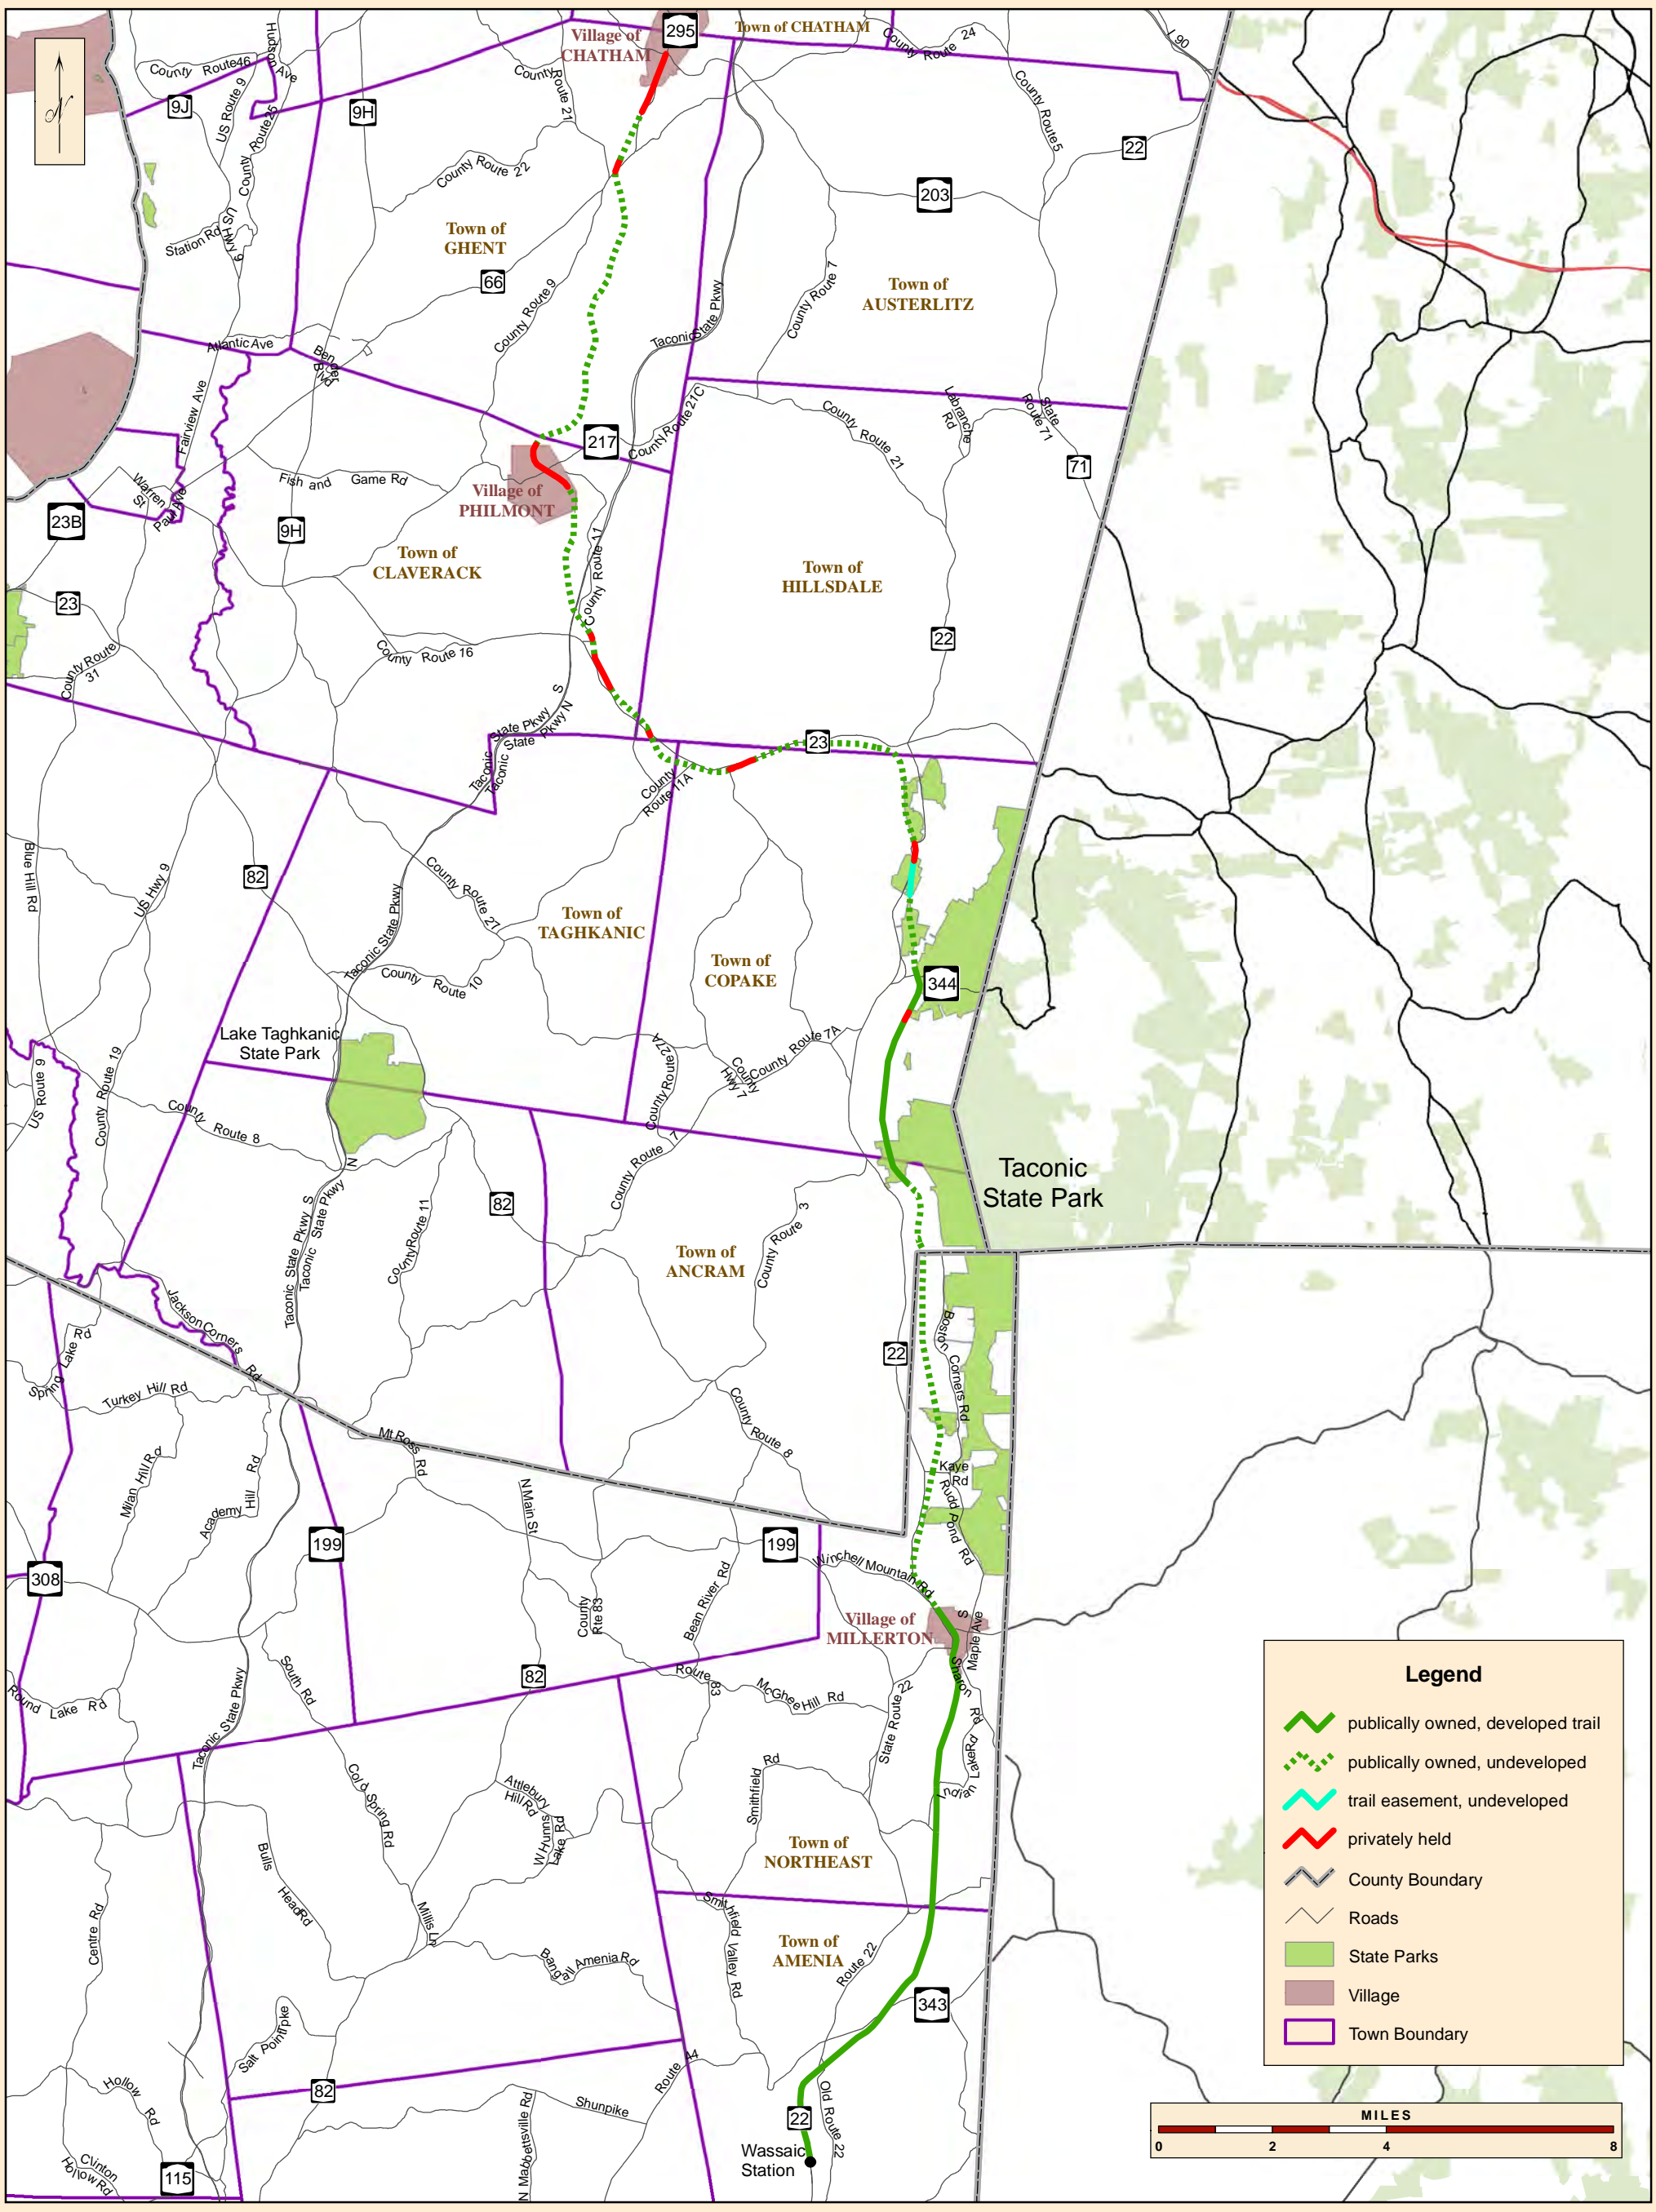 295
Town of CHATHAM
Village of
CHATHAM
County Route 24
I 90
Hudson Ave
County Route 46
County Route 21
9J
US Route 9
9H
County Route 25
County Route 5
22
County Route 22
203
Station Rd
US Hwy 9
Town of
GHENT
66
County Route 9
County Route 7
Town of
AUSTERLITZ
Taconic State Pkwy
Atlantic Ave
Bender
Blvd
Fairview Ave
County Route 21C
County Route 21
Labranche
Rd
State
Route 71
217
71
Fish and Game Rd
Warren
St
Paul Ave
Village of
PHILMONT
23B
9H
Town of
CLAVERACK
County Route 11
Town of
HILLSDALE
23
22
County Route
31
County Route 16
Taconic State Pkwy S
Taconic State Pkwy N
23
County
Route 11A
Blue Hill Rd
US Hwy 9
82
County Route 27
Taconic State Pkwy
Town of
TAGHKANIC
Town of
COPAKE
County Route 10
344
Lake Taghkanic
State Park
County Route 27A
County
Hwy 7
County Route 7A
US Route 9
County Route 19
County Route 8
County Route 7
Taconic
State Park
82
County Route 11
County Route 3
Taconic State Pkwy S
Taconic State Pkwy N
Town of
ANCRAM
Jackson Corners Rd
Boston Corners Rd
22
Spring Lake Rd
Turkey Hill Rd
County Route 8
Mt Ross Rd
Milan Hill Rd
Academy Hill Rd
Kaye
Rd
Rudd Pond Rd
N Main St
199
199
Winchell Mountain Rd
308
County
Rte 83
Bean River Rd
Village of
MILLERTON
S Maple Ave
Sharon Rd
82
Route 83
McGhee Hill Rd
State Route 22
Round Lake Rd
South Rd
Taconic State Pkwy
Indian Lake Rd
Smithfield Rd
Cold Spring Rd
Attlebury
Hill Rd
W Hunns
Lake Rd
Town of
NORTHEAST
Bulls Head Rd
Millis Ln
Centre Rd
Smithfield Valley Rd
Bangall Amenia Rd
Town of
AMENIA
Route 22
343
Salt Point Tpke
Route 44
Hollow Rd
82
Shunpike
N Mabbettsville Rd
Old Route 22
22
Wassaic
Station
Clinton
Hollow Rd
115
Legend
publically owned, developed trail
publically owned, undeveloped
trail easement, undeveloped
privately held
County Boundary
Roads
State Parks
Village
Town Boundary
MILES
0 2 4 8
N